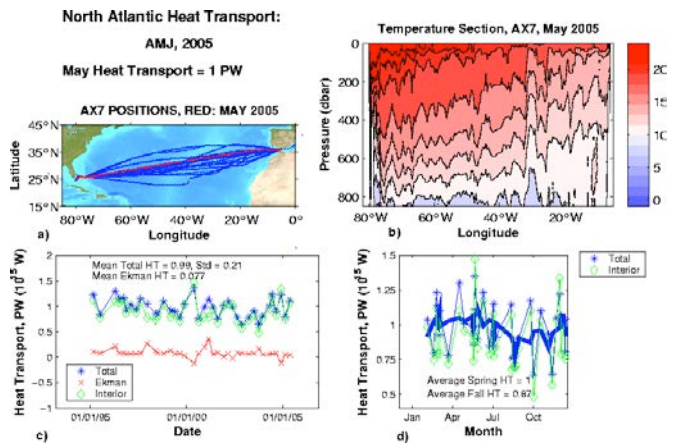 North Atlantic Heat Transport:
AMJ, 2005
May Heat Transport = 1 PW
AX7 POSITIONS, RED: MAY 2005
45°N
35°N
25°N
15°N
Latitude
80°W 60°W 40°W 20°W 0°
a) Longitude
Temperature Section, AX7, May 2005
0
200
400
600
800
Pressure (dbar)
80°W 60°W 40°W 20°W
b) Longitude
20
15
10
5
0
Heat Transport, PW (10^15 W)
2
1.5
1
0.5
0
−0.5
−1
Mean Total HT = 0.99, Std = 0.21
Mean Ekman HT = 0.077
Total
Ekman
Interior
01/01/95 01/01/00 01/01/05
c) Date
Heat Transport, PW (10^15 W)
1.5
1.25
1
0.75
0.5
Total
Interior
Average Spring HT = 1
Average Fall HT = 0.87
Jan Apr Jul Oct
d) Month